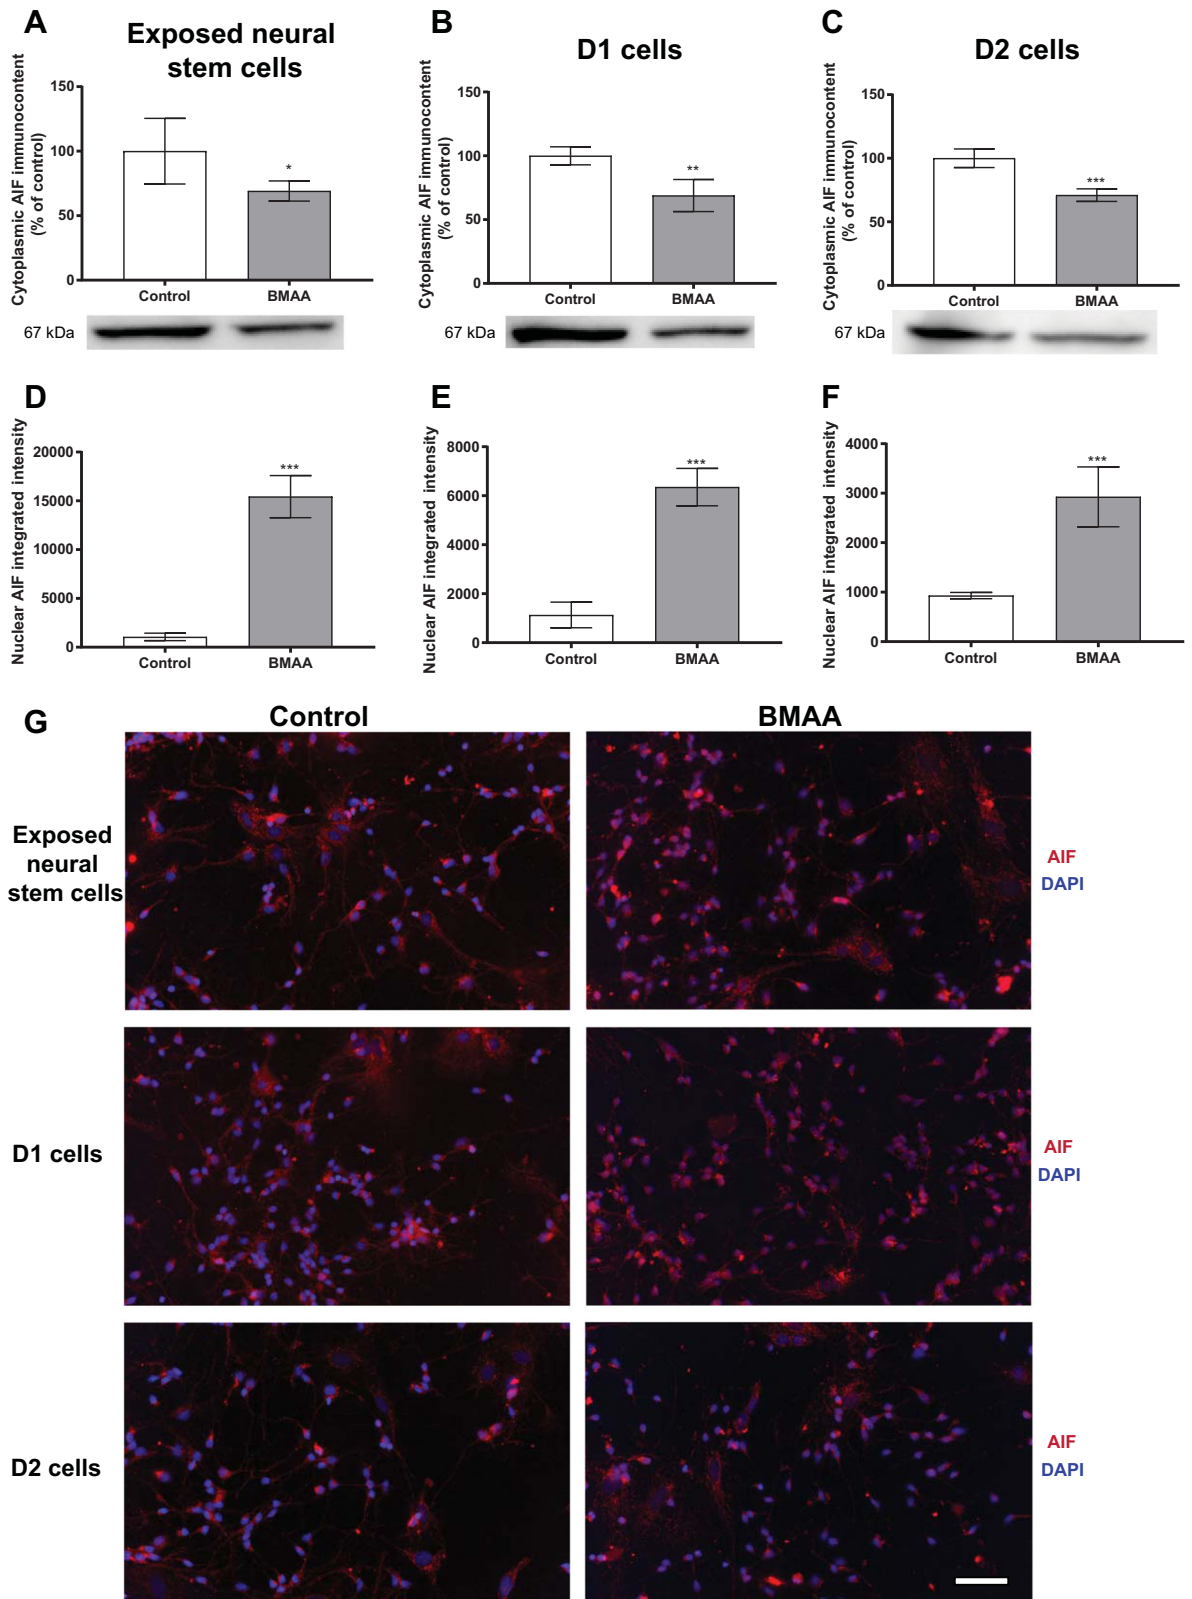 A
Exposed neural
stem cells
Cytoplasmic AIF immunocontent
(% of control)
150
100
50
0
*
Control
BMAA
67 kDa
B
D1 cells
Cytoplasmic AIF immunocontent
(% of control)
150
100
50
0
**
Control
BMAA
67 kDa
C
D2 cells
Cytoplasmic AIF immunocontent
(% of control)
150
100
50
0
***
Control
BMAA
67 kDa
D
Nuclear AIF integrated intensity
20000
15000
10000
5000
0
***
Control
BMAA
E
Nuclear AIF integrated intensity
8000
6000
4000
2000
0
***
Control
BMAA
F
Nuclear AIF integrated intensity
4000
3000
2000
1000
0
***
Control
BMAA
G
Control
BMAA
Exposed
neural
stem cells
AIF
DAPI
D1 cells
AIF
DAPI
D2 cells
AIF
DAPI